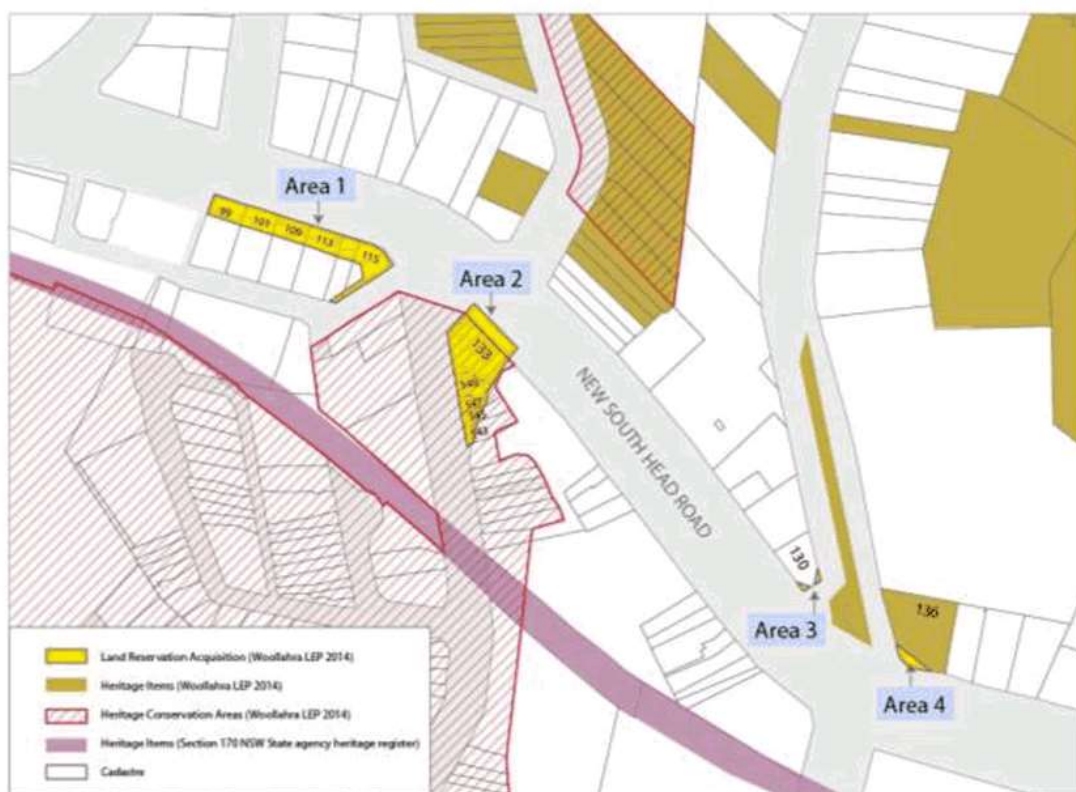 Area 1
99
101
109
113
115
Area 2
133
NEW SOUTH HEAD ROAD
130
Area 3
136
Area 4
Land Reservation Acquisition (Woollahra LEP 2014)
Heritage Items (Woollahra LEP 2014)
Heritage Conservation Areas (Woollahra LEP 2014)
Heritage Items (Section 170 NSW State agency heritage register)
Cadastre